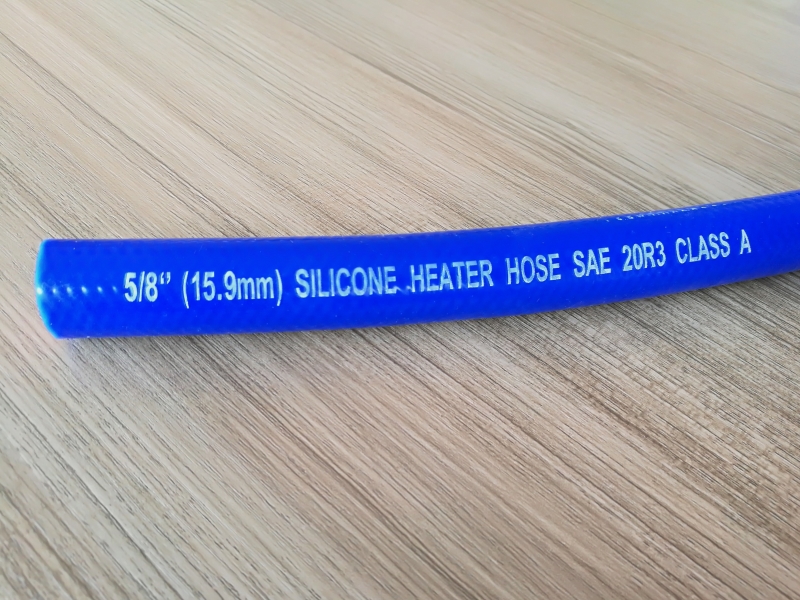 5/8“ (15.9mm) SILICONE HEATER HOSE SAE 20R3 CLASS A